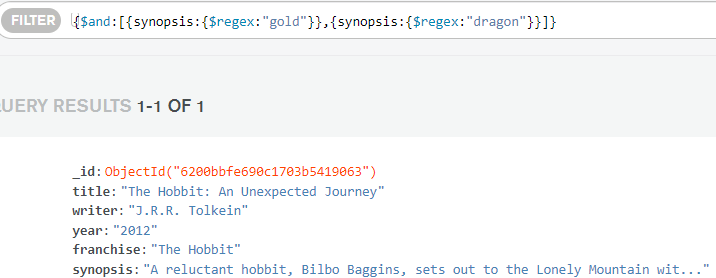 FILTER {$and:[{synopsis:{$regex:"gold"}},{synopsis:{$regex:"dragon"}}]}
UERY RESULTS 1-1 OF 1
_id: ObjectId("6200bbfe690c1703b5419063")
title: "The Hobbit: An Unexpected Journey"
writer: "J.R.R. Tolkein"
year: "2012"
franchise: "The Hobbit"
synopsis: "A reluctant hobbit, Bilbo Baggins, sets out to the Lonely Mountain wit..."